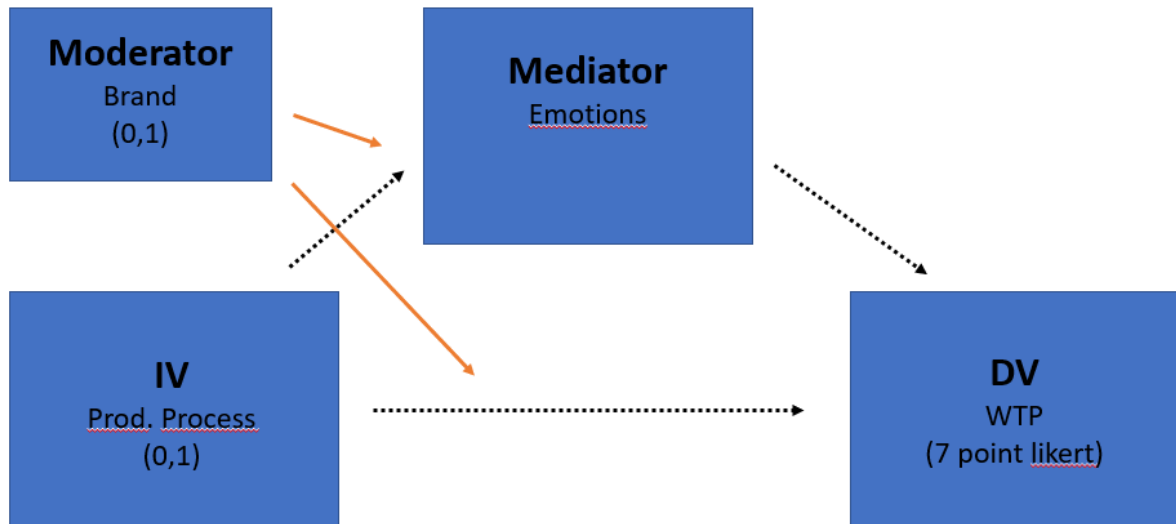 Moderator
Brand
(0,1)
Mediator
Emotions
IV
Prod. Process
(0,1)
DV
WTP
(7 point likert)